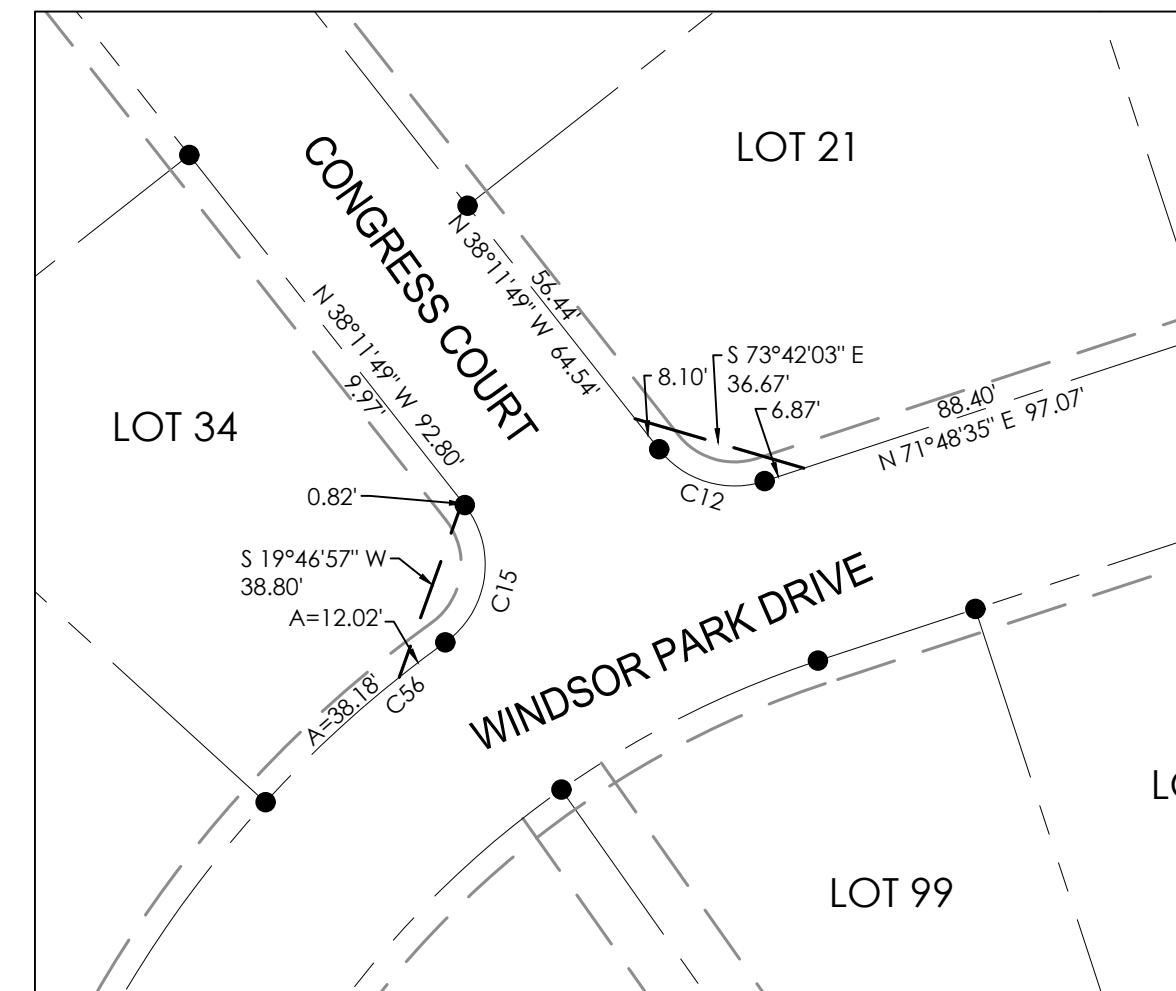 LOT 21
CONGRESS COURT
N 38°11'49" W 64.54'
56.44'
N 38°11'49" W 92.80'
9.97'
S 73°42'03" E
36.67'
8.10'
6.87'
88.40'
N 71°48'35" E 97.07'
LOT 34
C12
0.82'
S 19°46'57" W
38.80'
C15
A=12.02'
WINDSOR PARK DRIVE
A=38.18'
C56
LOT 99